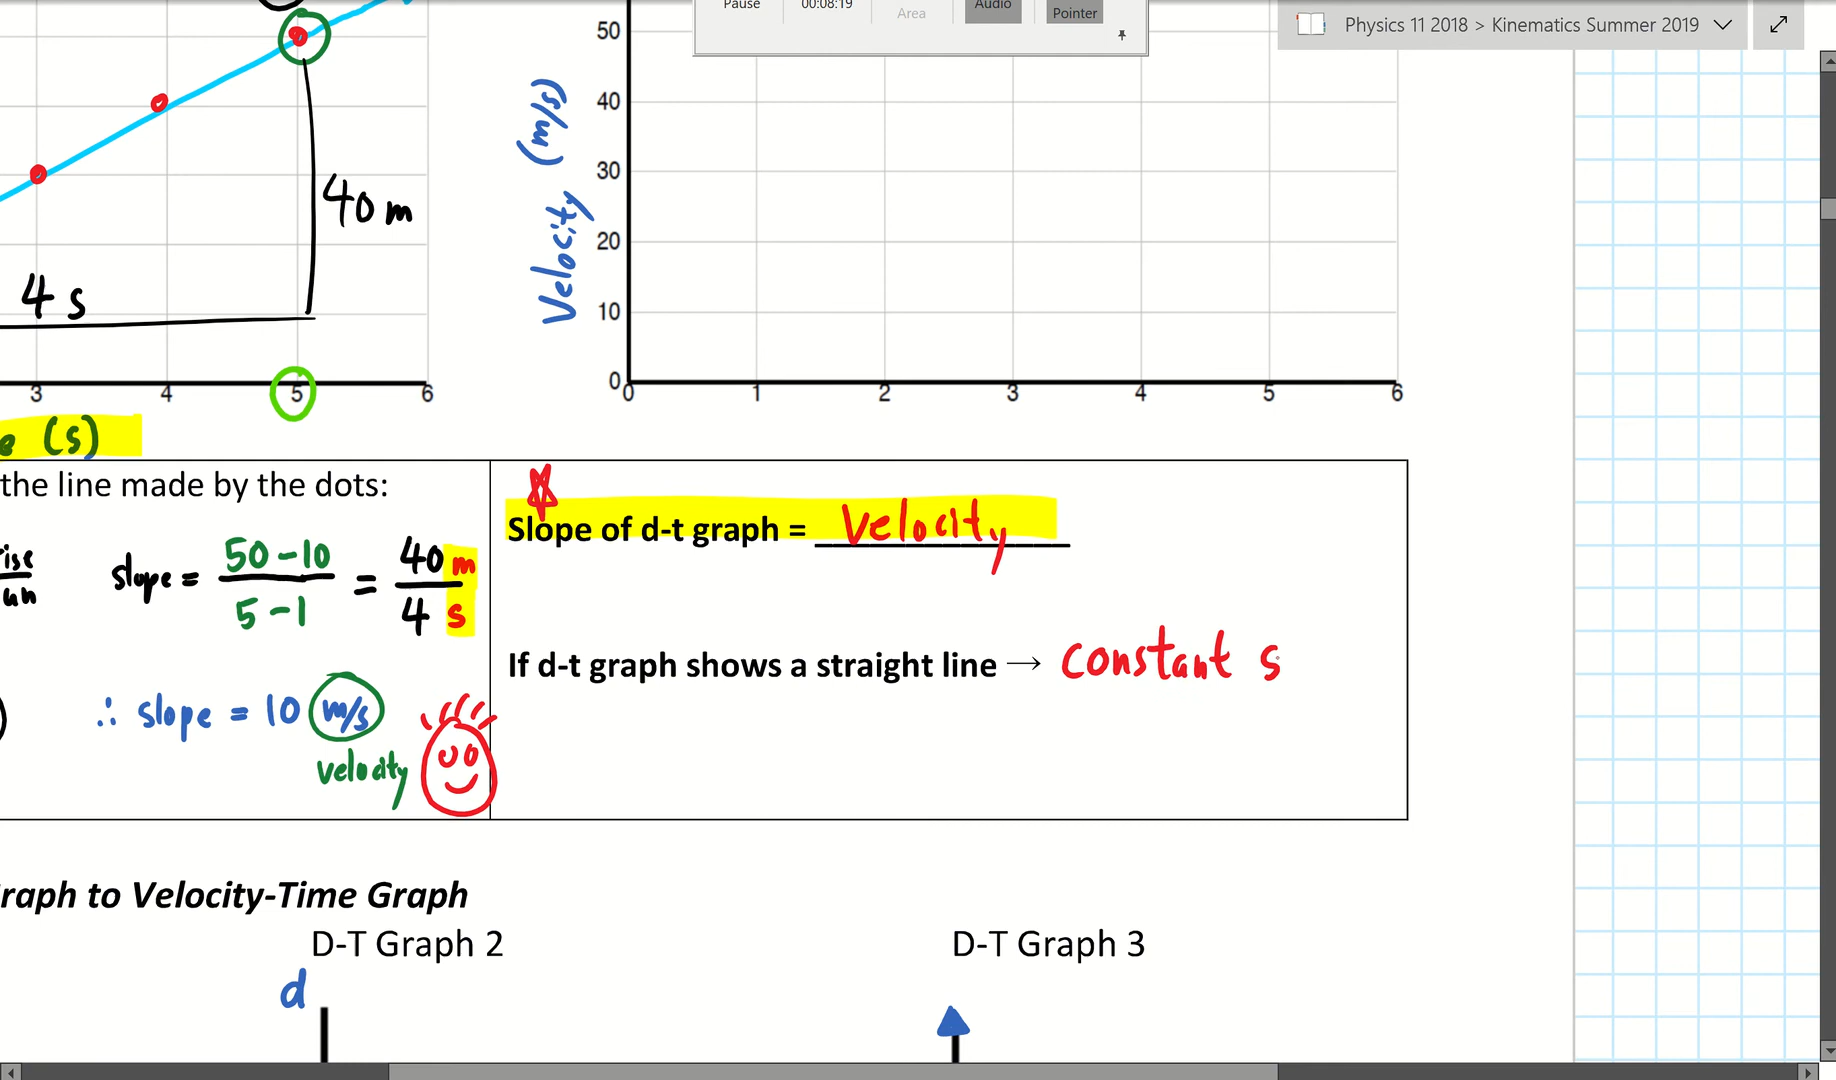 Pause
00:08:19
Area
Audio
Pointer
Physics 11 2018 > Kinematics Summer 2019
40 m
4 s
3 4 5 6
(s)
Velocity (m/s)
50
40
30
20
10
0
0 1 2 3 4 5 6
the line made by the dots:
slope = 50-10 / 5-1 = 40 m / 4 s
∴ slope = 10 m/s
velocity
Slope of d-t graph = Velocity
If d-t graph shows a straight line → constant s
raph to Velocity-Time Graph
D-T Graph 2
D-T Graph 3
d